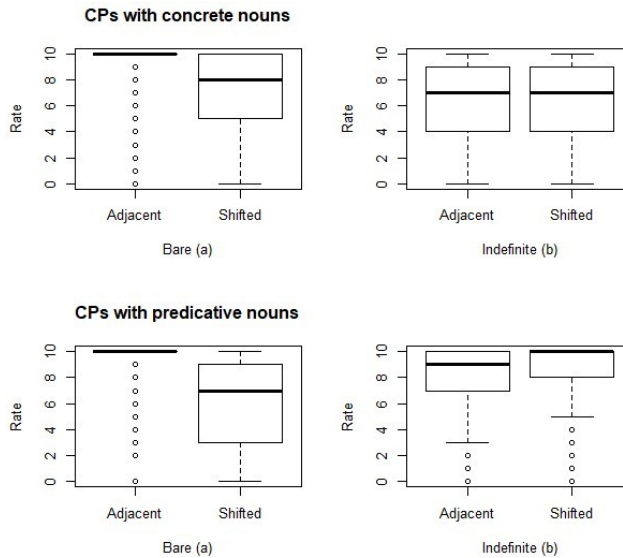 CPs with concrete nouns
Rate
0 2 4 6 8 10
Adjacent Shifted
Bare (a)
Rate
0 2 4 6 8 10
Adjacent Shifted
Indefinite (b)
CPs with predicative nouns
Rate
0 2 4 6 8 10
Adjacent Shifted
Bare (a)
Rate
0 2 4 6 8 10
Adjacent Shifted
Indefinite (b)